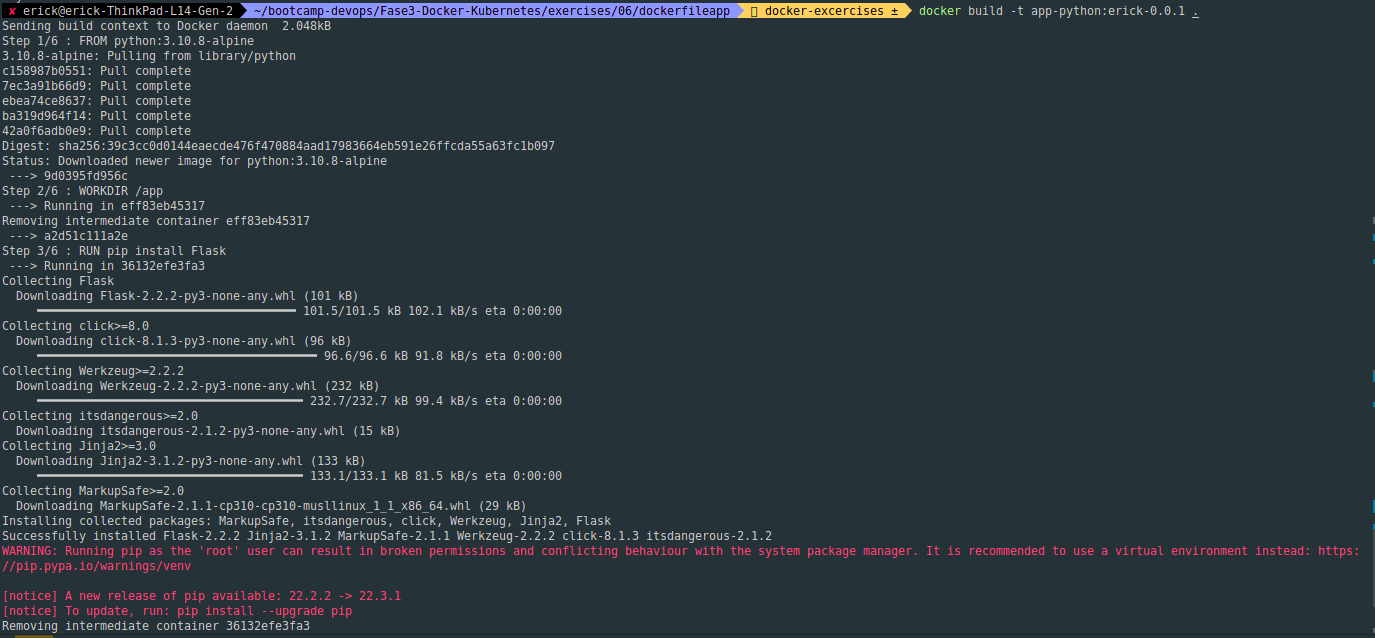 ✘ erick@erick-ThinkPad-L14-Gen-2 ~/bootcamp-devops/Fase3-Docker-Kubernetes/exercises/06/dockerfileapp docker-excercises ± docker build -t app-python:erick-0.0.1 .
Sending build context to Docker daemon  2.048kB
Step 1/6 : FROM python:3.10.8-alpine
3.10.8-alpine: Pulling from library/python
c158987b0551: Pull complete
7ec3a91b66d9: Pull complete
ebea74ce8637: Pull complete
ba319d964f14: Pull complete
42a0f6adb0e9: Pull complete
Digest: sha256:39c3cc0d0144eaecde476f470884aad17983664eb591e26ffcda55a63fc1b097
Status: Downloaded newer image for python:3.10.8-alpine
 ---> 9d0395fd956c
Step 2/6 : WORKDIR /app
 ---> Running in eff83eb45317
Removing intermediate container eff83eb45317
 ---> a2d51c111a2e
Step 3/6 : RUN pip install Flask
 ---> Running in 36132efe3fa3
Collecting Flask
  Downloading Flask-2.2.2-py3-none-any.whl (101 kB)
101.5/101.5 kB 102.1 kB/s eta 0:00:00
Collecting click>=8.0
  Downloading click-8.1.3-py3-none-any.whl (96 kB)
96.6/96.6 kB 91.8 kB/s eta 0:00:00
Collecting Werkzeug>=2.2.2
  Downloading Werkzeug-2.2.2-py3-none-any.whl (232 kB)
232.7/232.7 kB 99.4 kB/s eta 0:00:00
Collecting itsdangerous>=2.0
  Downloading itsdangerous-2.1.2-py3-none-any.whl (15 kB)
Collecting Jinja2>=3.0
  Downloading Jinja2-3.1.2-py3-none-any.whl (133 kB)
133.1/133.1 kB 81.5 kB/s eta 0:00:00
Collecting MarkupSafe>=2.0
  Downloading MarkupSafe-2.1.1-cp310-cp310-musllinux_1_1_x86_64.whl (29 kB)
Installing collected packages: MarkupSafe, itsdangerous, click, Werkzeug, Jinja2, Flask
Successfully installed Flask-2.2.2 Jinja2-3.1.2 MarkupSafe-2.1.1 Werkzeug-2.2.2 click-8.1.3 itsdangerous-2.1.2
WARNING: Running pip as the 'root' user can result in broken permissions and conflicting behaviour with the system package manager. It is recommended to use a virtual environment instead: https:
//pip.pypa.io/warnings/venv
[notice] A new release of pip available: 22.2.2 -> 22.3.1
[notice] To update, run: pip install --upgrade pip
Removing intermediate container 36132efe3fa3